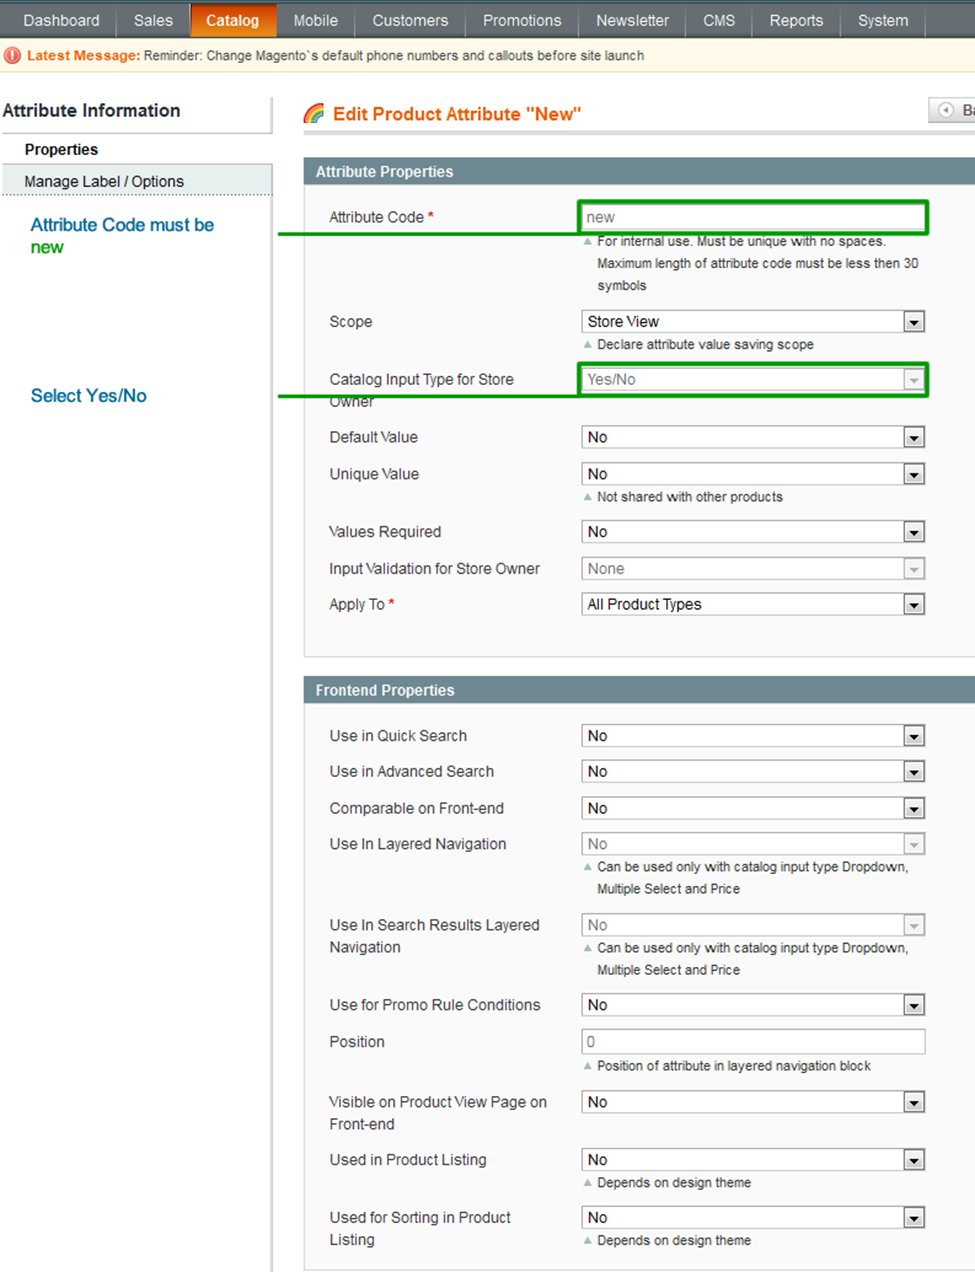 Dashboard Sales Catalog Mobile Customers Promotions Newsletter CMS Reports System
Latest Message: Reminder: Change Magento`s default phone numbers and callouts before site launch
Attribute Information
Properties
Manage Label / Options
Attribute Code must be
new
Select Yes/No
Edit Product Attribute "New"
Attribute Properties
Attribute Code * new
For internal use. Must be unique with no spaces.
Maximum length of attribute code must be less then 30
symbols
Scope Store View
Declare attribute value saving scope
Catalog Input Type for Store Yes/No
Owner
Default Value No
Unique Value No
Not shared with other products
Values Required No
Input Validation for Store Owner None
Apply To * All Product Types
Frontend Properties
Use in Quick Search No
Use in Advanced Search No
Comparable on Front-end No
Use In Layered Navigation No
Can be used only with catalog input type Dropdown,
Multiple Select and Price
Use In Search Results Layered No
Navigation
Can be used only with catalog input type Dropdown,
Multiple Select and Price
Use for Promo Rule Conditions No
Position 0
Position of attribute in layered navigation block
Visible on Product View Page on No
Front-end
Used in Product Listing No
Depends on design theme
Used for Sorting in Product No
Listing
Depends on design theme